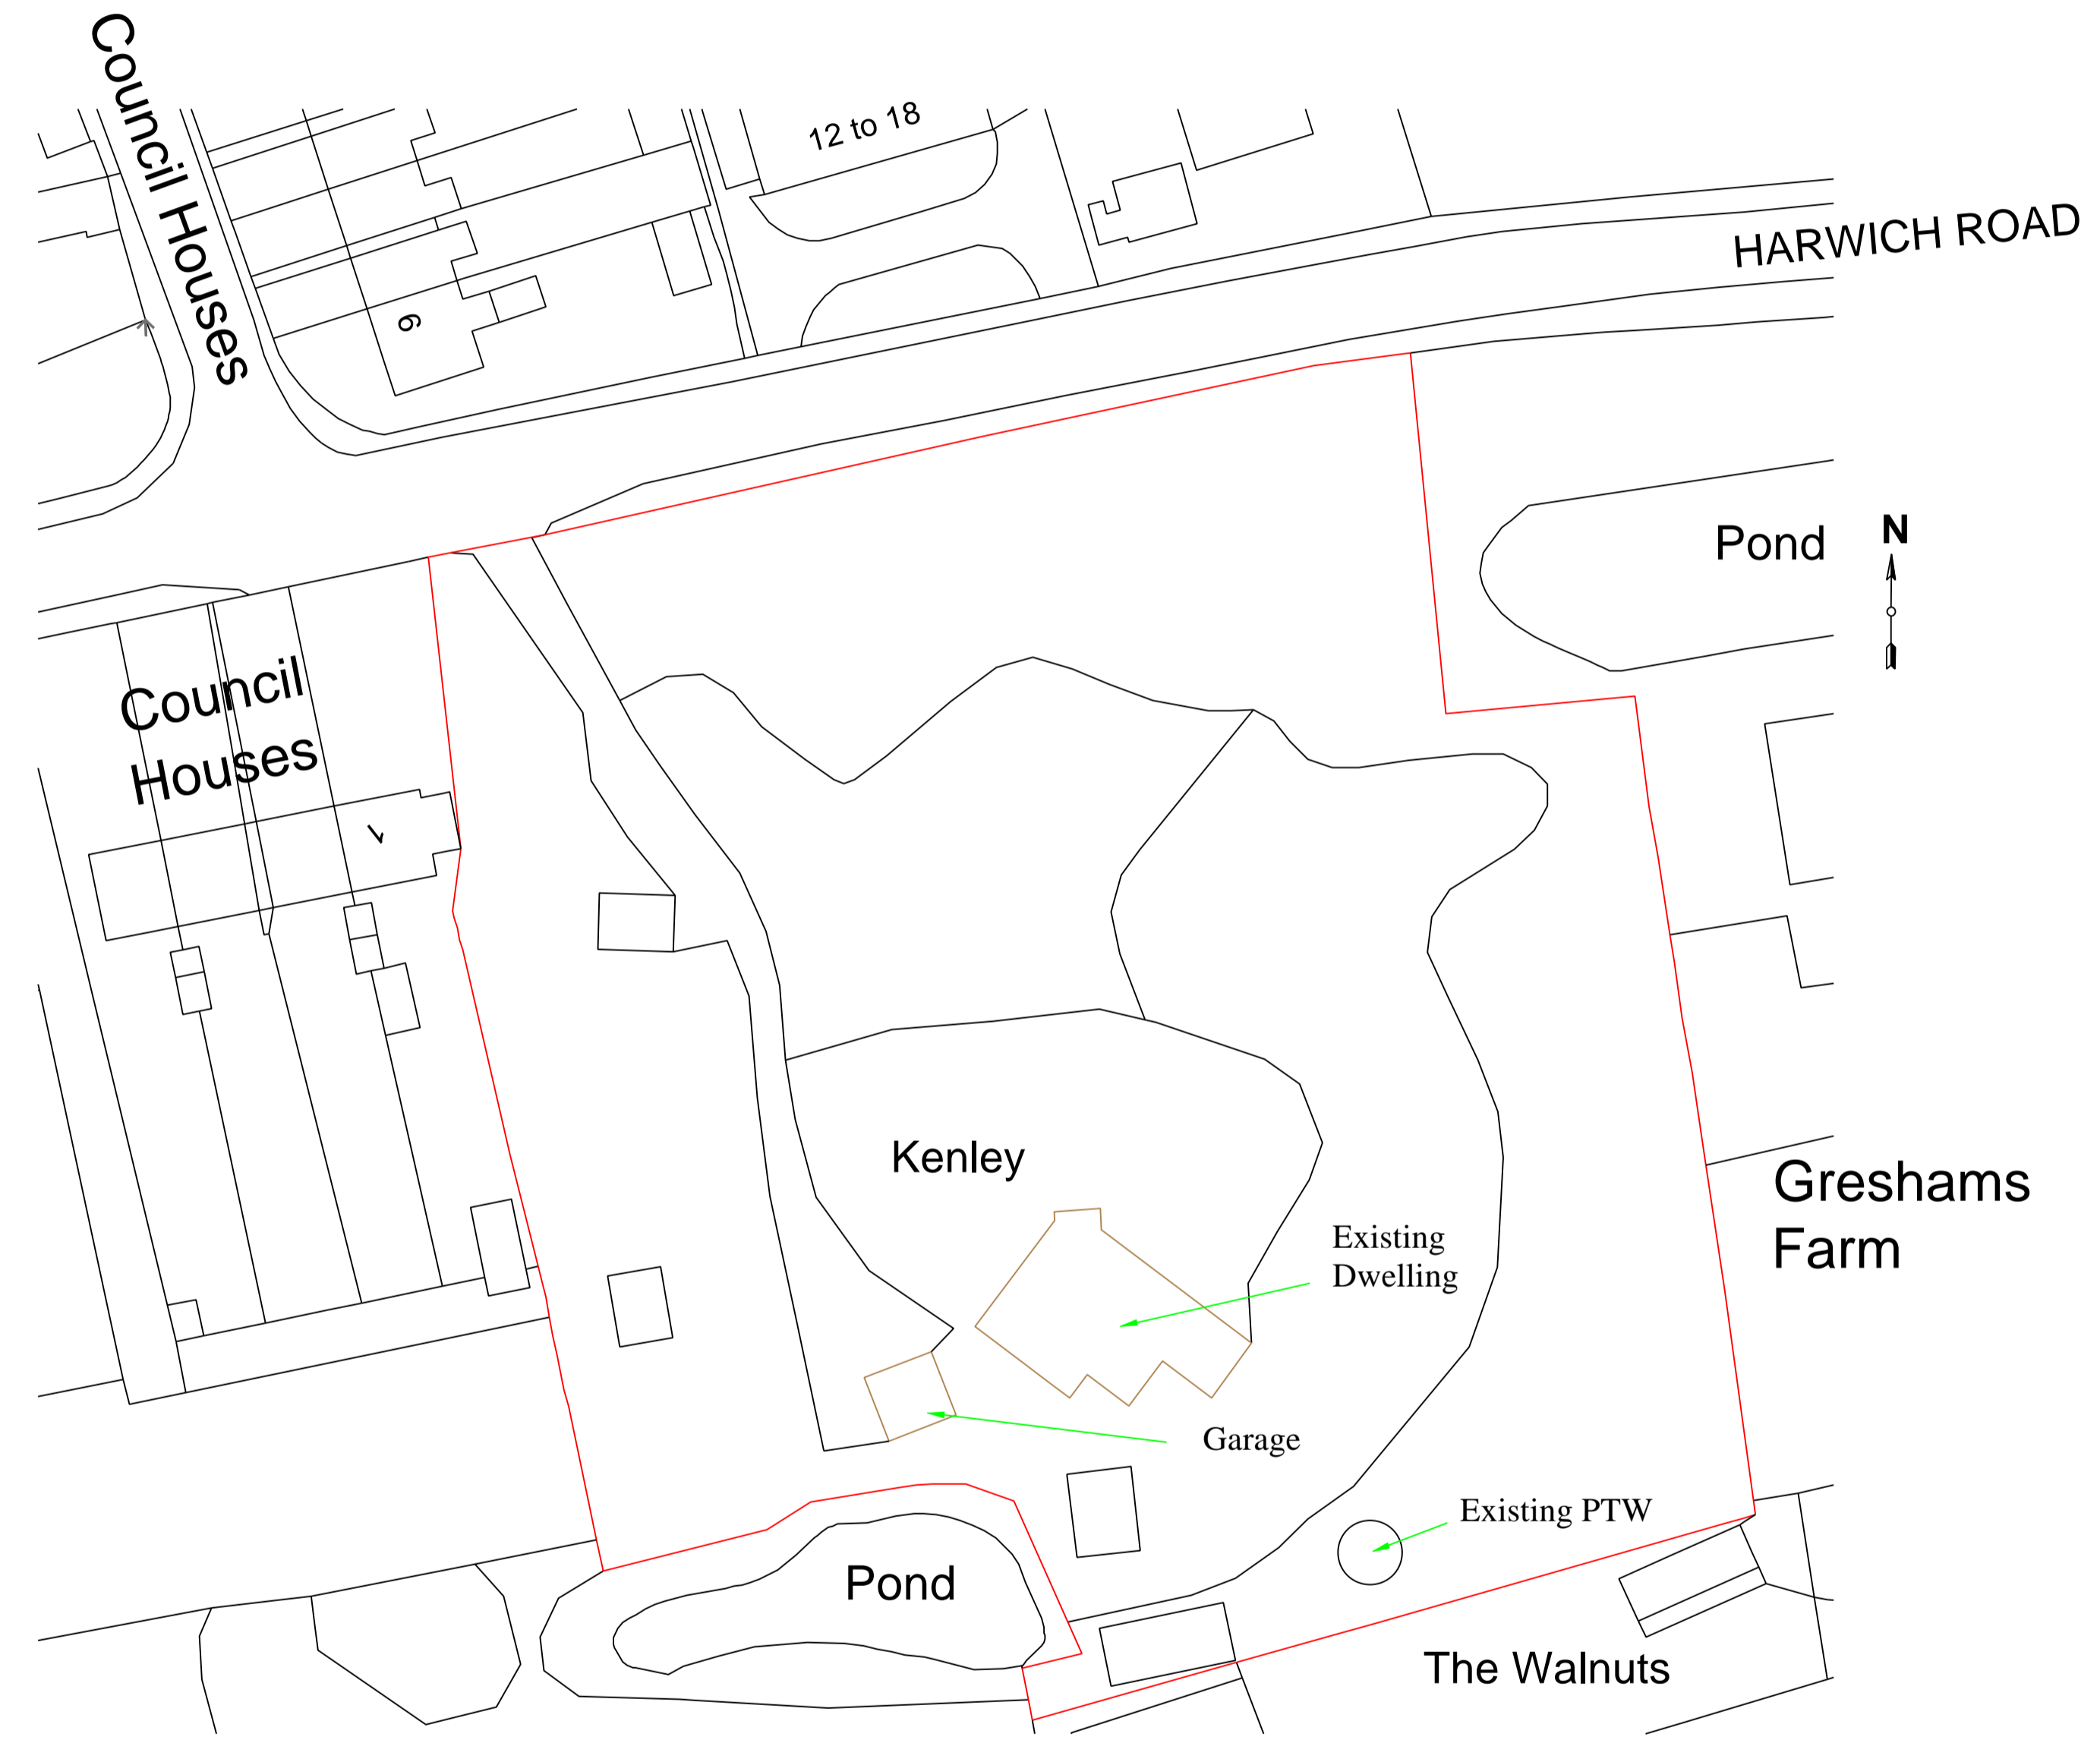 Council Houses
12 to 18
HARWICH ROAD
9
Pond
N
Council
Houses
1
Kenley
Greshams
Farm
Existing
Dwelling
Garage
Existing PTW
Pond
The Walnuts